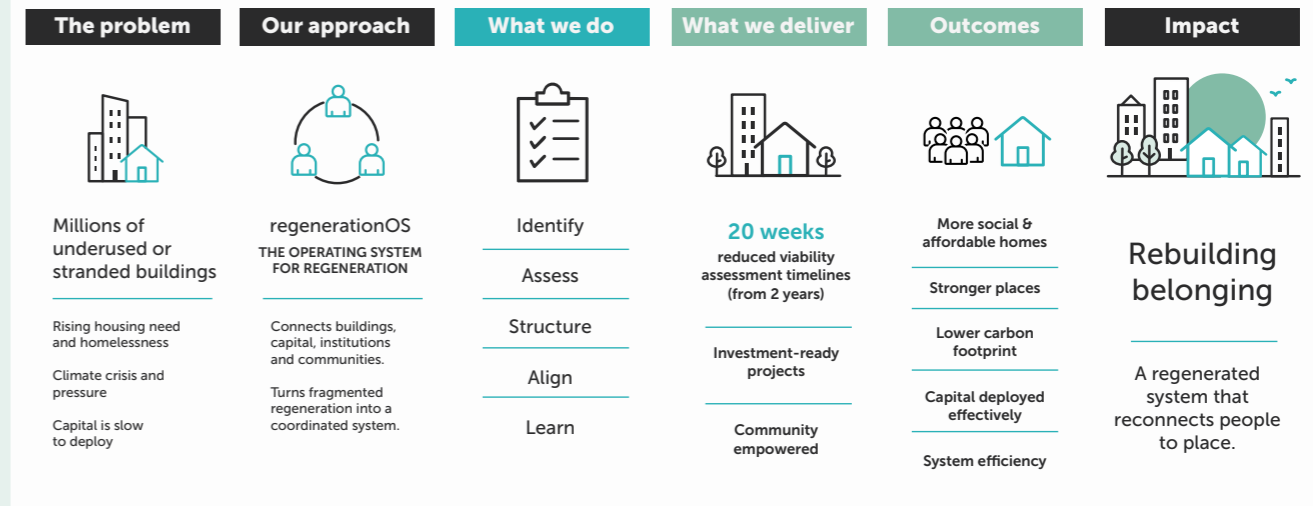 The problem
Our approach
What we do
What we deliver
Outcomes
Impact
Millions of
underused or
stranded buildings
Rising housing need
and homelessness
Climate crisis and
pressure
Capital is slow
to deploy
regenerationOS
THE OPERATING SYSTEM
FOR REGENERATION
Connects buildings,
capital, institutions
and communities.
Turns fragmented
regeneration into a
coordinated system.
Identify
Assess
Structure
Align
Learn
20 weeks
reduced viability
assessment timelines
(from 2 years)
Investment-ready
projects
Community
empowered
More social &
affordable homes
Stronger places
Lower carbon
footprint
Capital deployed
effectively
System efficiency
Rebuilding
belonging
A regenerated
system that
reconnects people
to place.